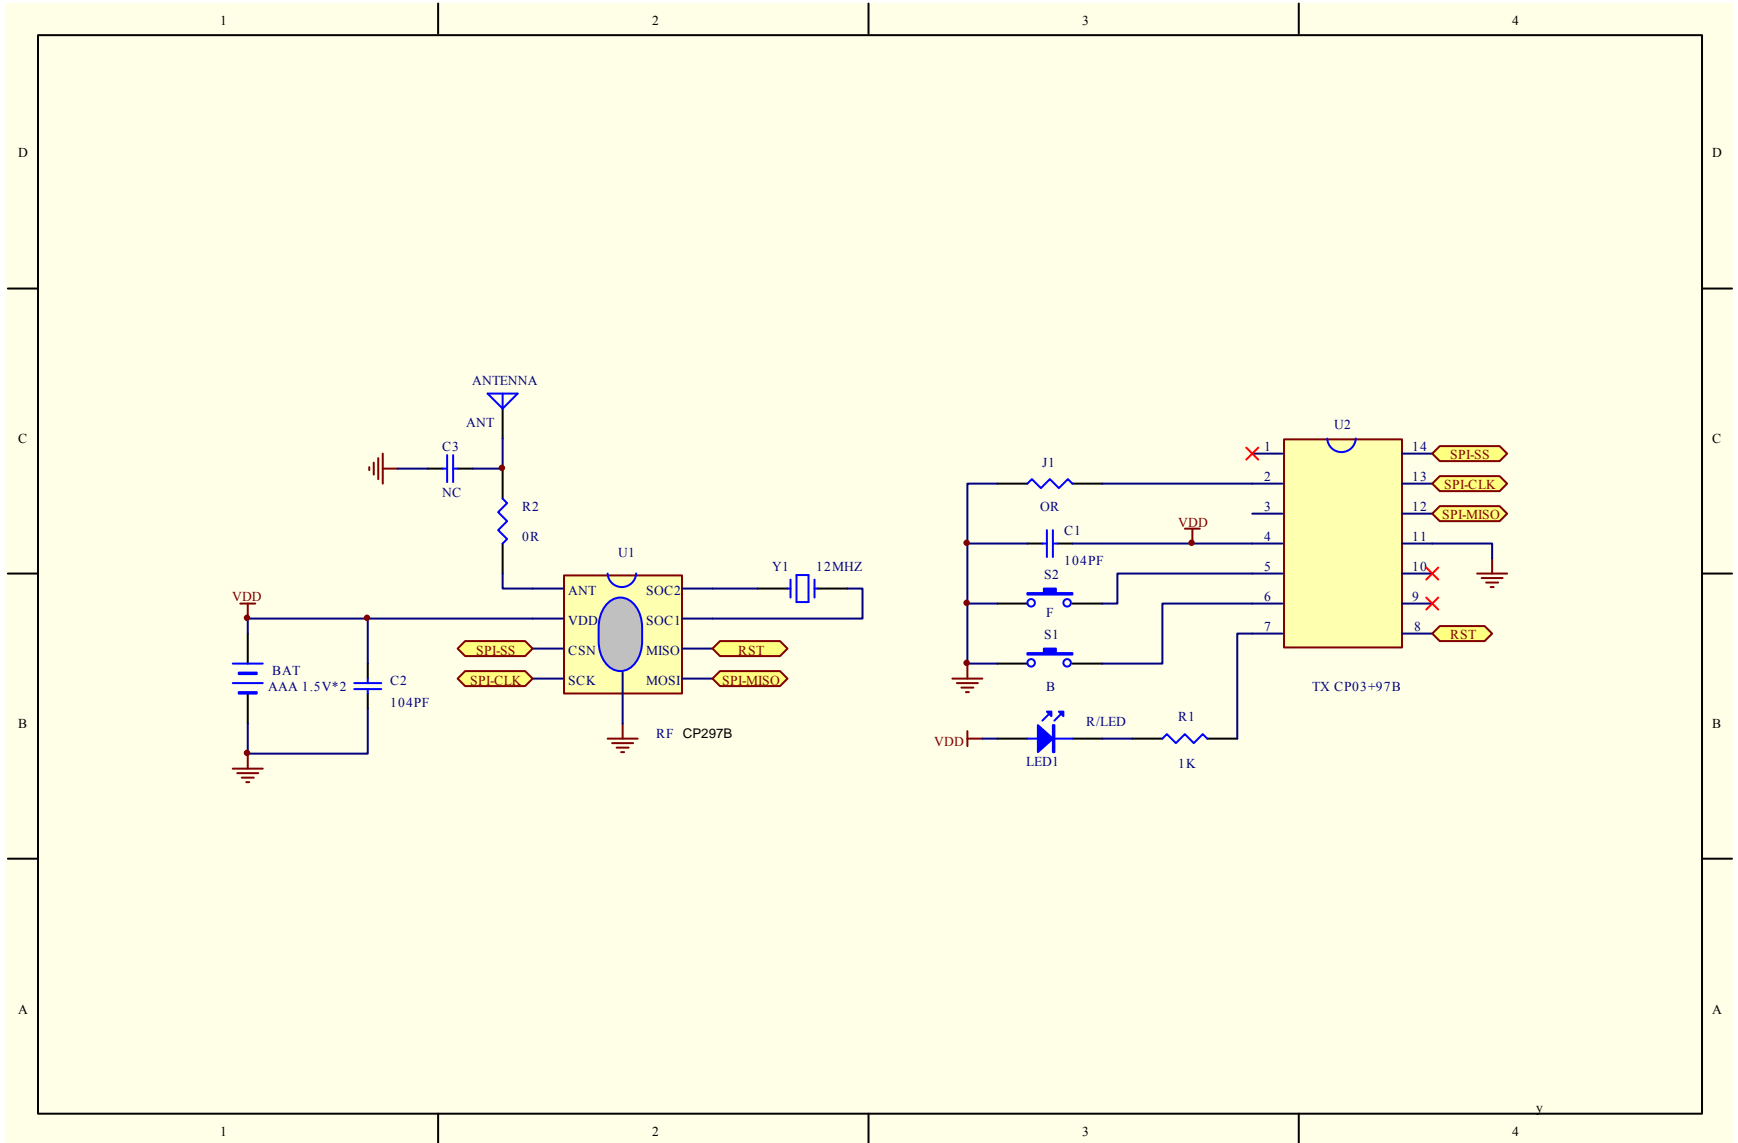 1 2 3 4
D D
ANTENNA
ANT
C C
C3
NC
R2
0R
U1
Y1 12MHZ
ANT SOC2
VDD
VDD SOC1
SPI-SS CSN MISO RST
SPI-CLK SCK MOSI SPI-MISO
BAT
AAA 1.5V*2
C2
104PF
RF CP297B
U2
1 14 SPI-SS
J1
2 13 SPI-CLK
OR
3 12 SPI-MISO
VDD
C1
4 11
104PF
S2
5 10
F
6 9
S1
7 8 RST
B
TX CP03+97B
R/LED
R1
VDD
LED1
1K
B B
A A
y
1 2 3 4